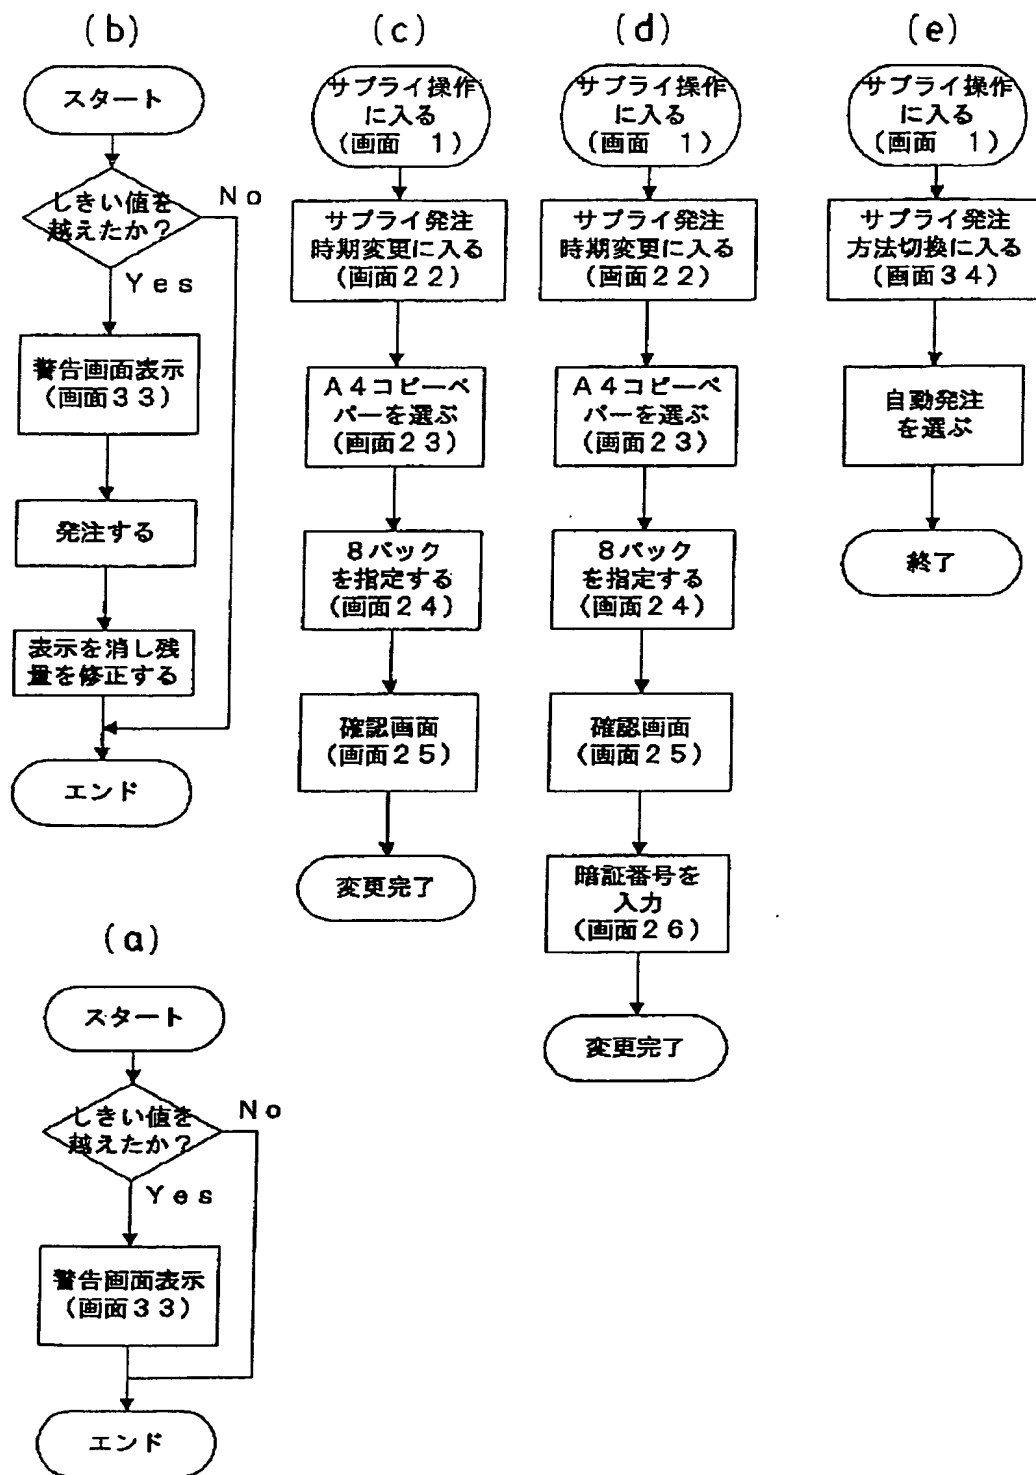 (b)
スタート
しきい値を
越えたか?
No
Yes
警告画面表示
(画面33)
発注する
表示を消し残
量を修正する
エンド
(c)
サプライ操作
に入る
(画面 1)
サプライ発注
時期変更に入る
(画面22)
A4コピーペ
パーを選ぶ
(画面23)
8パック
を指定する
(画面24)
確認画面
(画面25)
変更完了
(d)
サプライ操作
に入る
(画面 1)
サプライ発注
時期変更に入る
(画面22)
A4コピーペ
パーを選ぶ
(画面23)
8パック
を指定する
(画面24)
確認画面
(画面25)
暗証番号を
入力
(画面26)
変更完了
(e)
サプライ操作
に入る
(画面 1)
サプライ発注
方法切換に入る
(画面34)
自動発注
を選ぶ
終了
(a)
スタート
しきい値を
越えたか?
No
Yes
警告画面表示
(画面33)
エンド